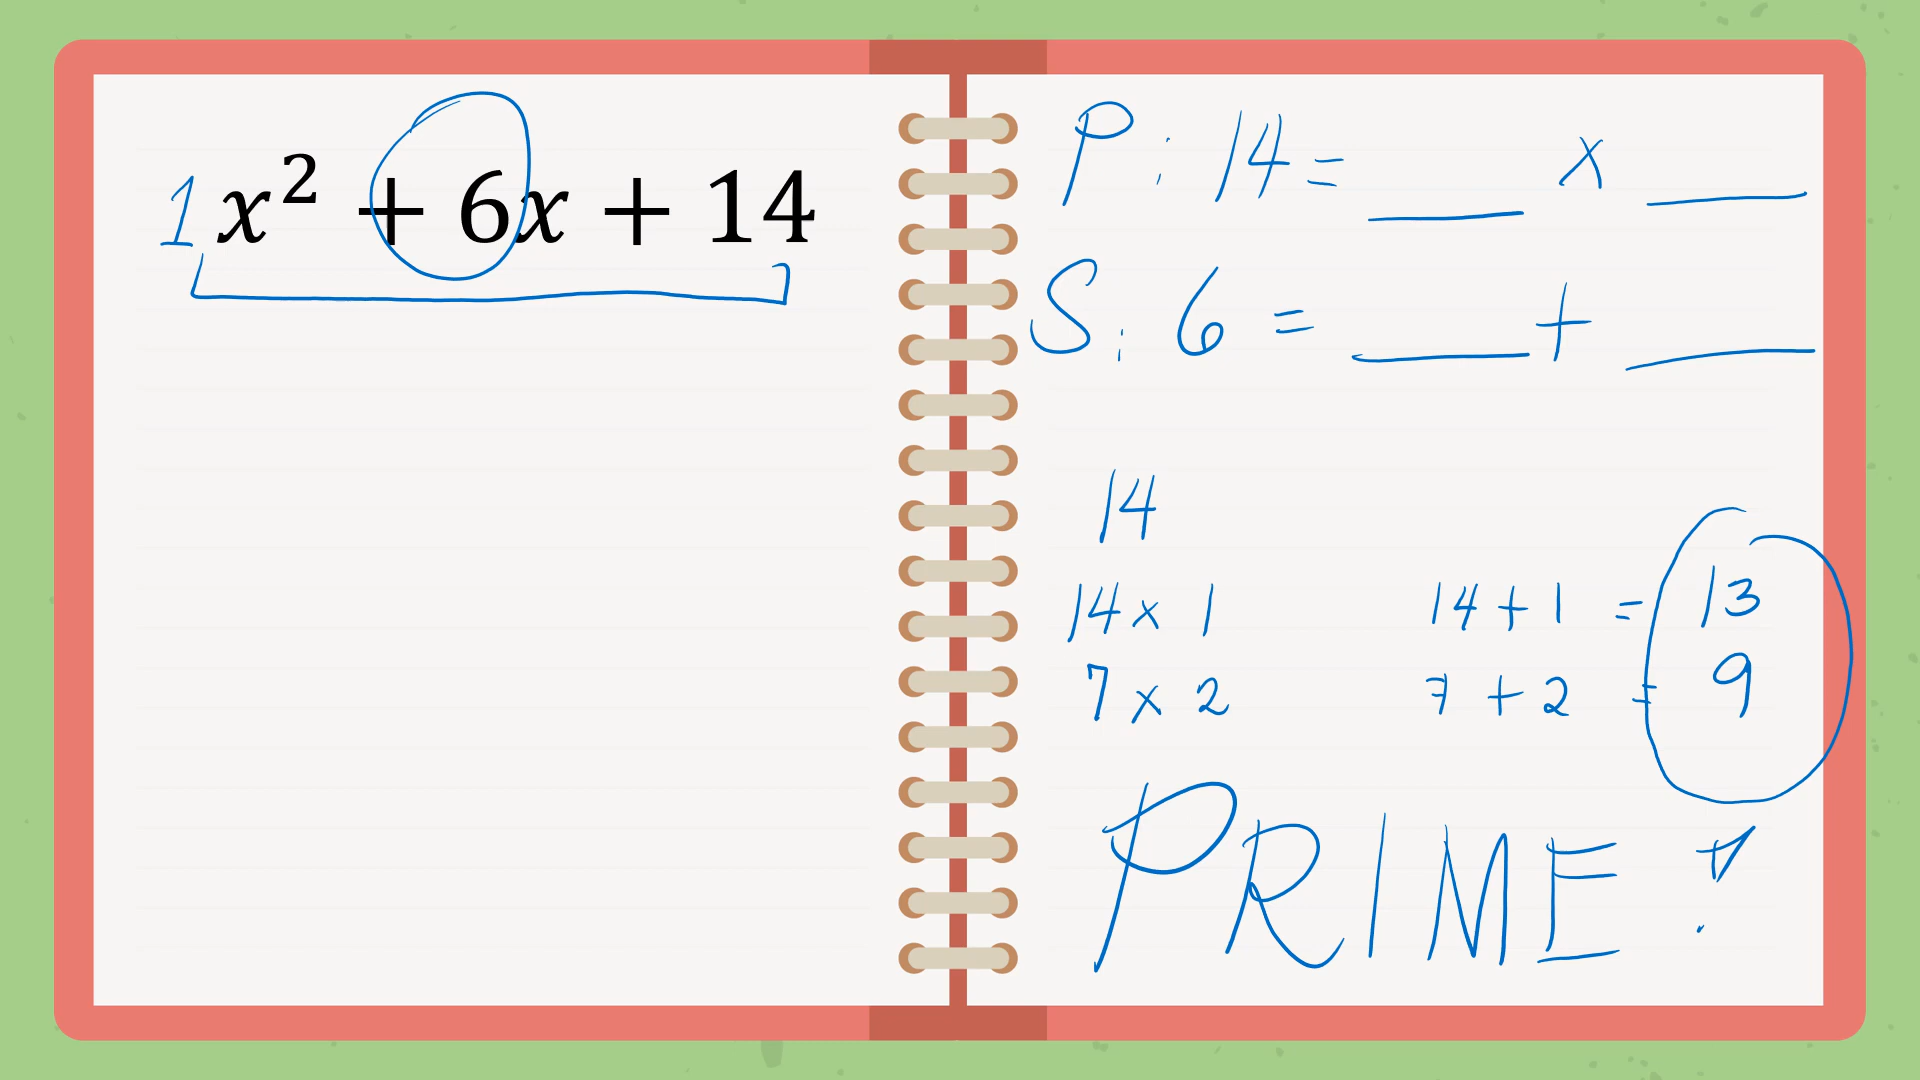 1x² + 6x + 14
P: 14 = ___ x ___
S: 6 = ___ + ___
14
14 x 1 14 + 1 = 13
7 x 2 7 + 2 = 9
PRIME!